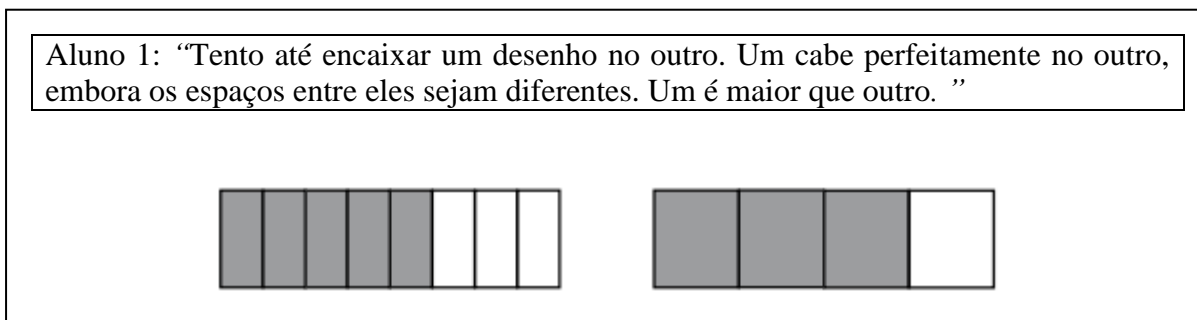 Aluno 1: “Tento até encaixar um desenho no outro. Um cabe perfeitamente no outro,
embora os espaços entre eles sejam diferentes. Um é maior que outro. ”